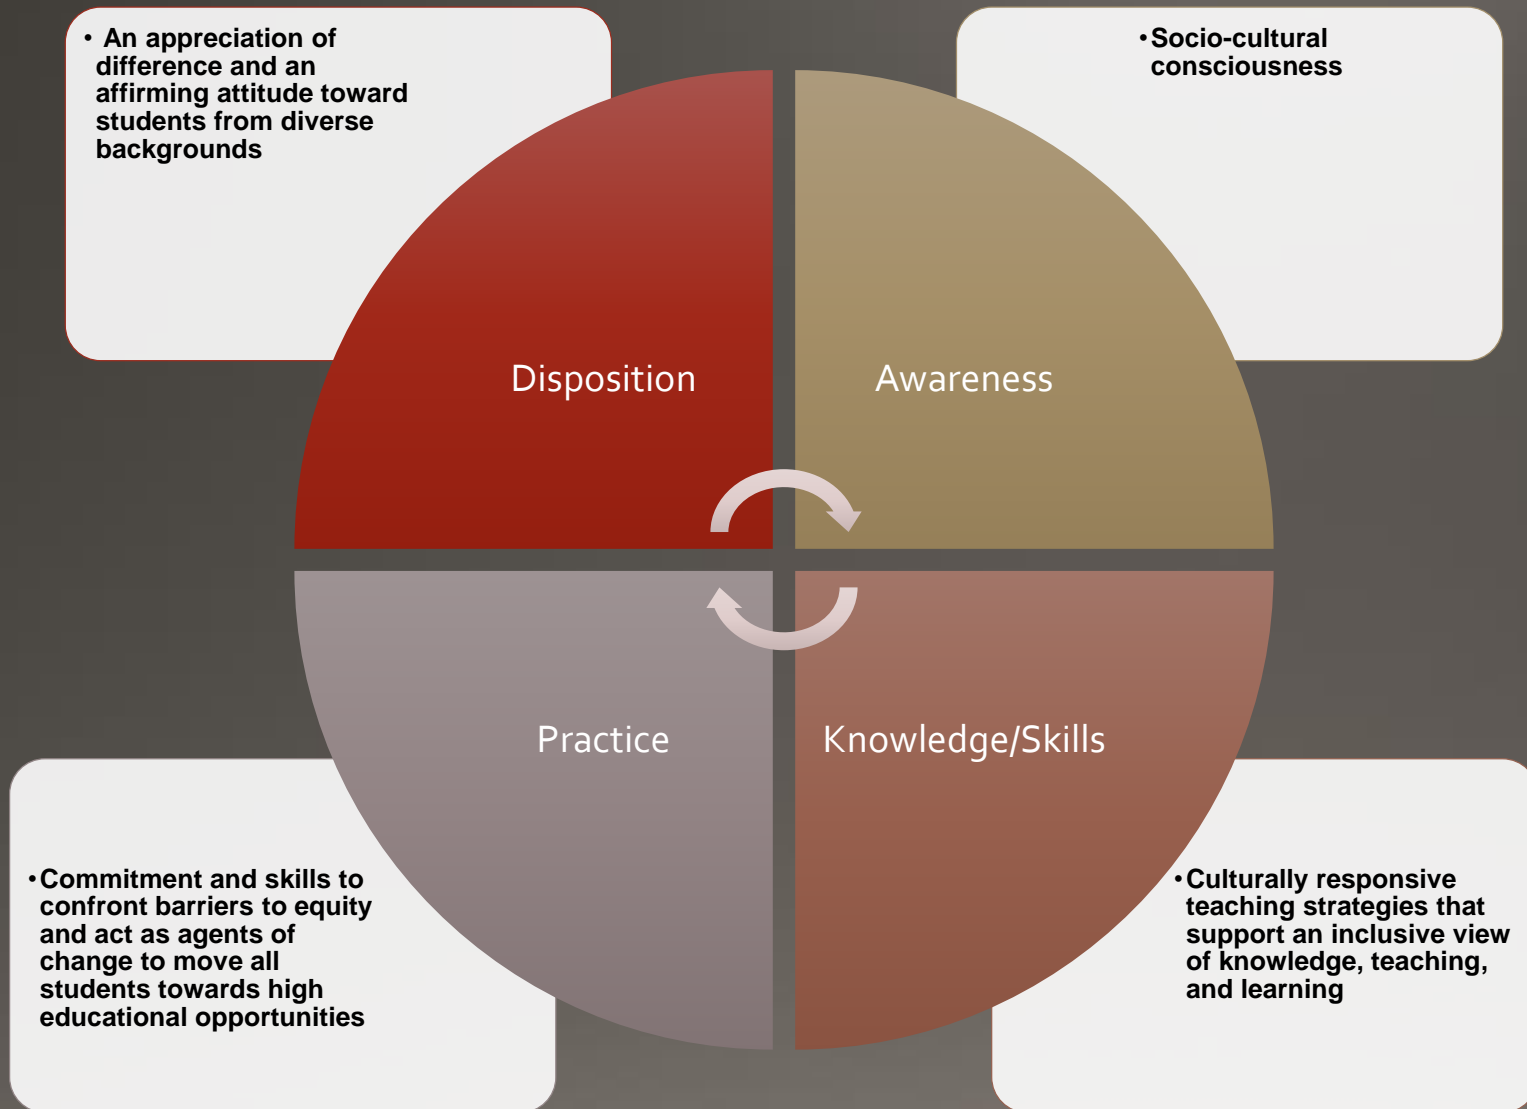 • An appreciation of
difference and an
affirming attitude toward
students from diverse
backgrounds
•Socio-cultural
consciousness
Disposition
Awareness
Practice
Knowledge/Skills
•Commitment and skills to
confront barriers to equity
and act as agents of
change to move all
students towards high
educational opportunities
•Culturally responsive
teaching strategies that
support an inclusive view
of knowledge, teaching,
and learning